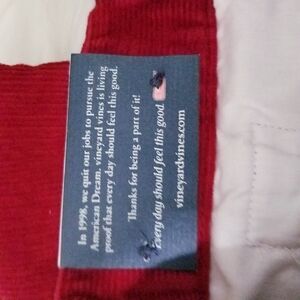 In 1998, we quit our jobs to pursue the
American Dream. vineyard vines is living
proof that every day should feel this good.
Thanks for being a part of it!
Every day should feel this good.
vineyardvines.com